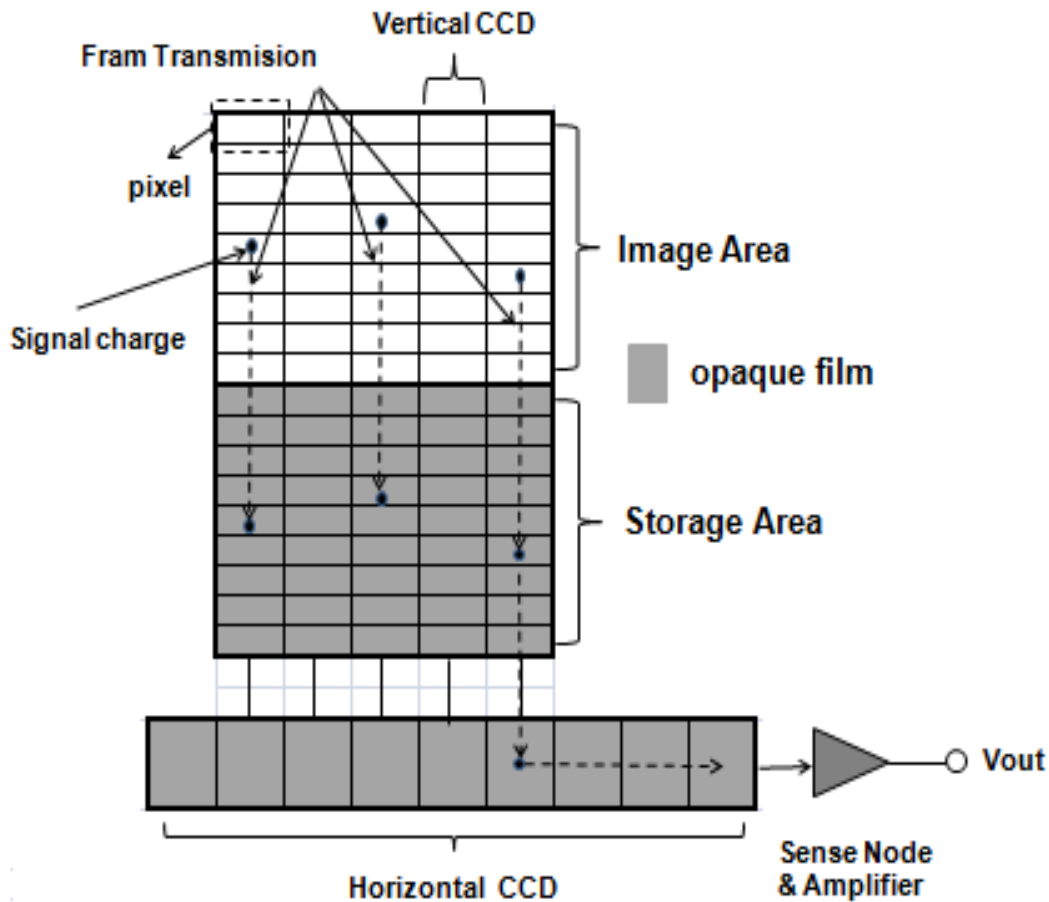 Vertical CCD
Fram Transmision
pixel
Image Area
Signal charge
opaque film
Storage Area
Vout
Sense Node
& Amplifier
Horizontal CCD